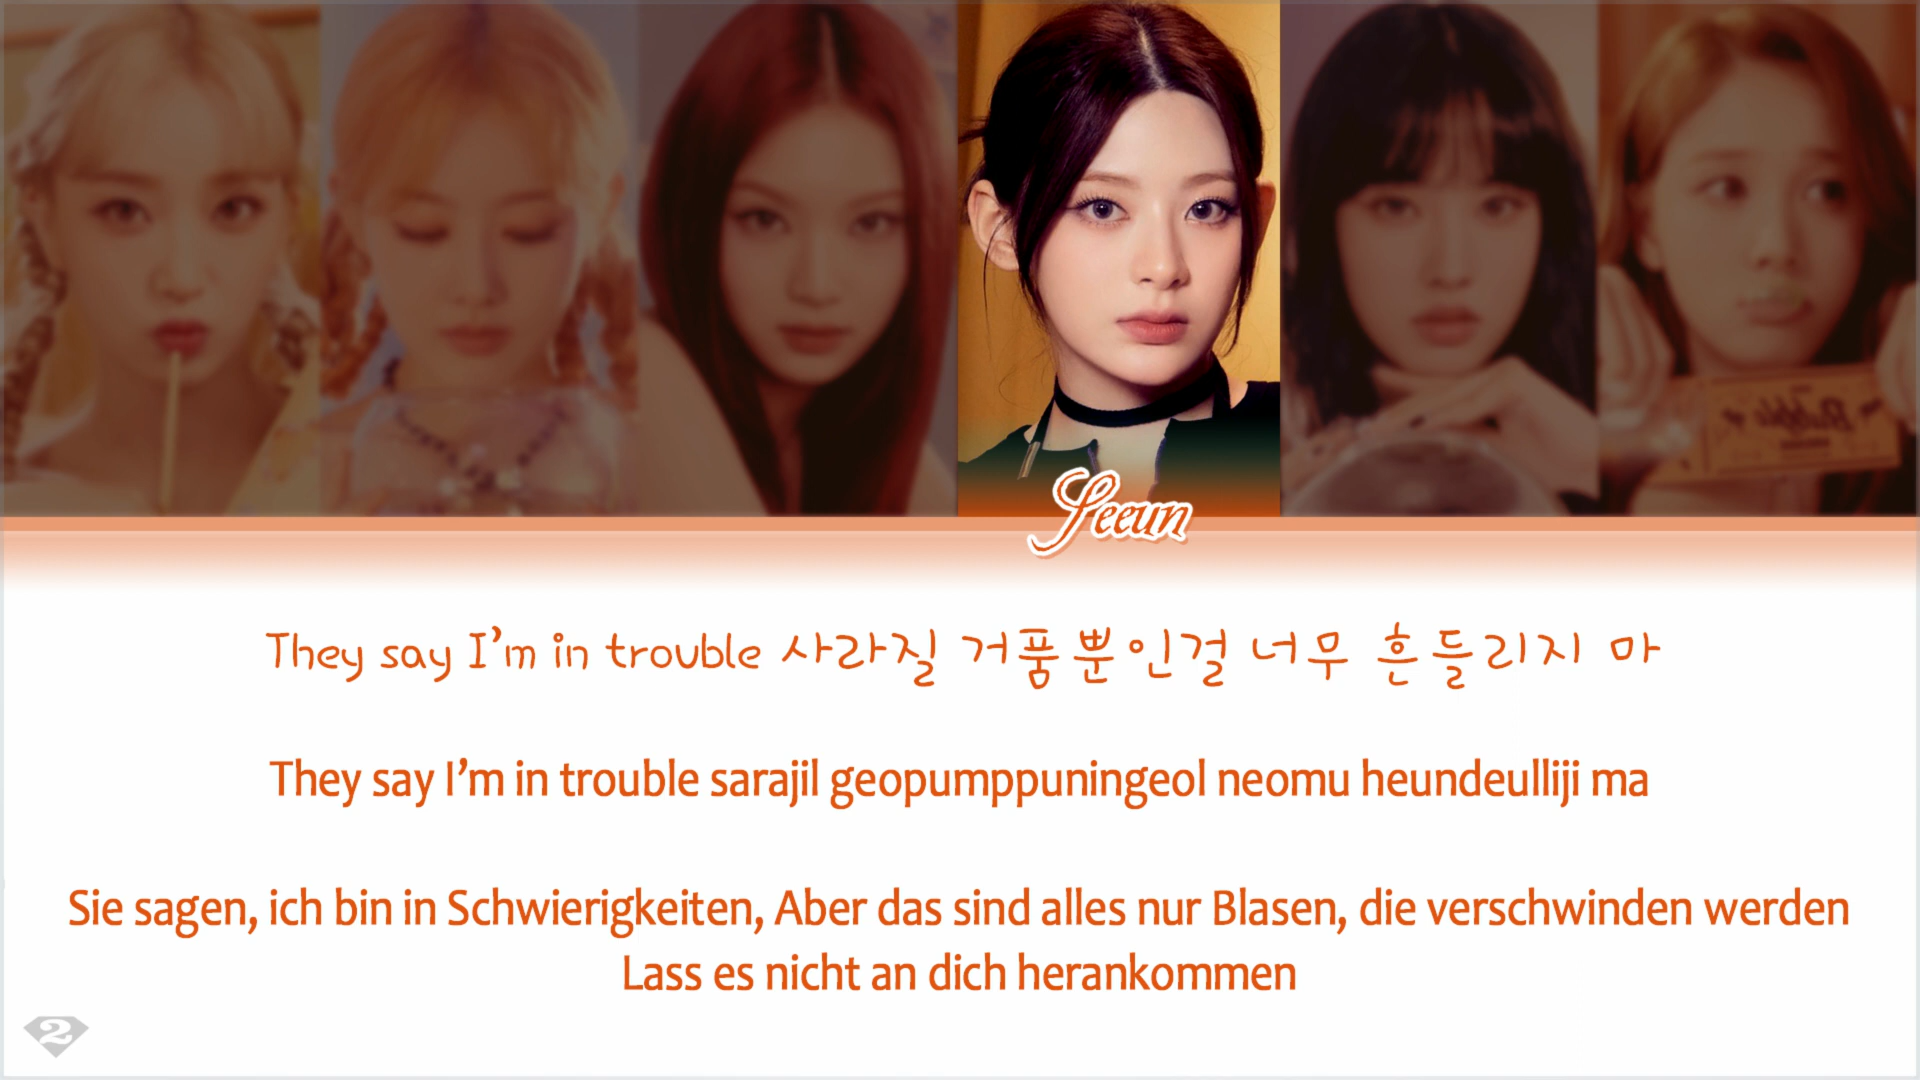 Seeun
They say I’m in trouble 사라질 거품뿐인걸 너무 흔들리지 마
They say I’m in trouble sarajil geopumppuningeol neomu heundeulliji ma
Sie sagen, ich bin in Schwierigkeiten, Aber das sind alles nur Blasen, die verschwinden werden
Lass es nicht an dich herankommen
2